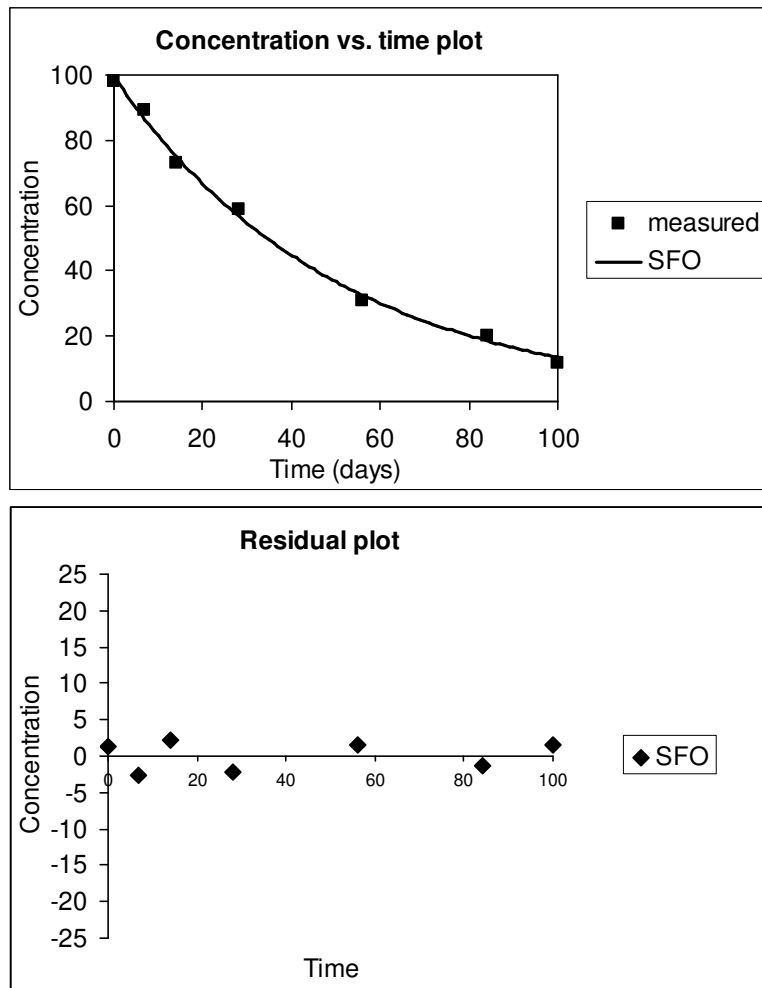 Concentration vs. time plot
100
80
60
40
20
0
Concentration
0 20 40 60 80 100
Time (days)
measured
SFO
Residual plot
25
20
15
10
5
0
-5
-10
-15
-20
-25
Concentration
0 20 40 60 80 100
Time
SFO